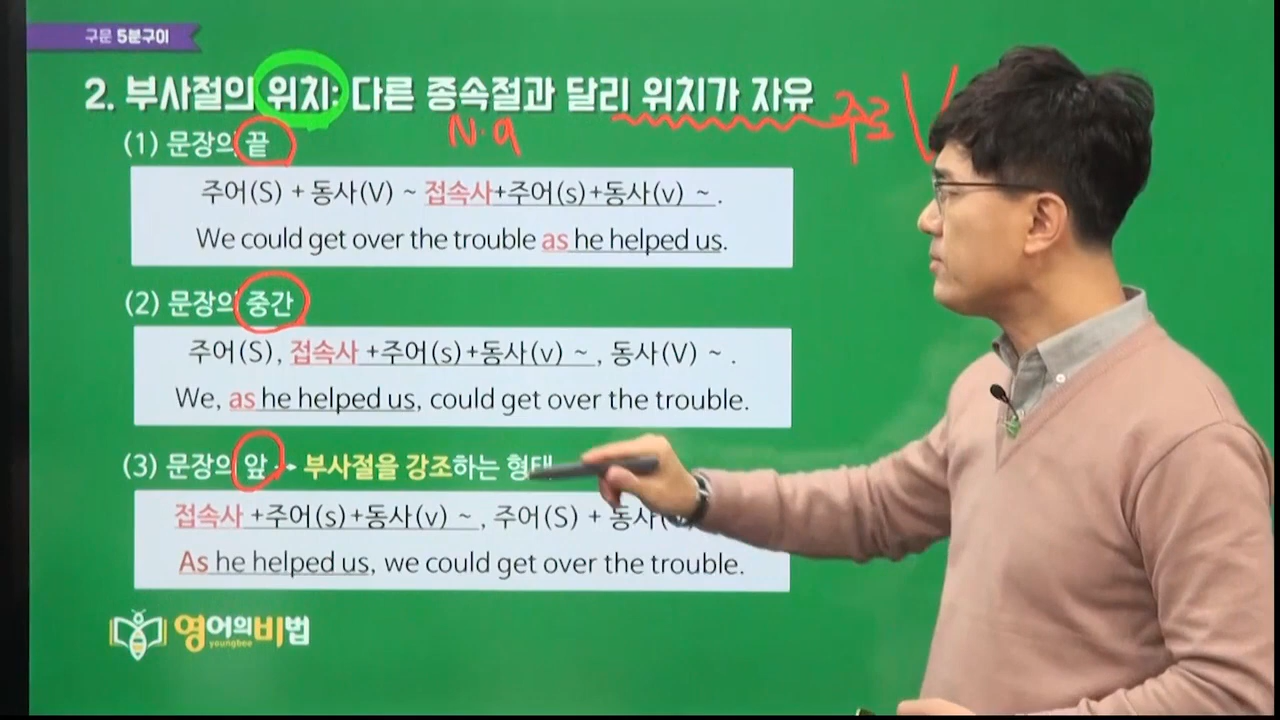 구문 5분구이
2. 부사절의 위치: 다른 종속절과 달리 위치가 자유
N·a
주로
(1) 문장의 끝
주어(S) + 동사(V) ~ 접속사+주어(s)+동사(v) ~ .
We could get over the trouble as he helped us.
(2) 문장의 중간
주어(S), 접속사 +주어(s)+동사(v) ~ , 동사(V) ~ .
We, as he helped us, could get over the trouble.
(3) 문장의 앞 → 부사절을 강조하는 형태
접속사 +주어(s)+동사(v) ~ , 주어(S) + 동사(V)
As he helped us, we could get over the trouble.
영어의비법
youngbee